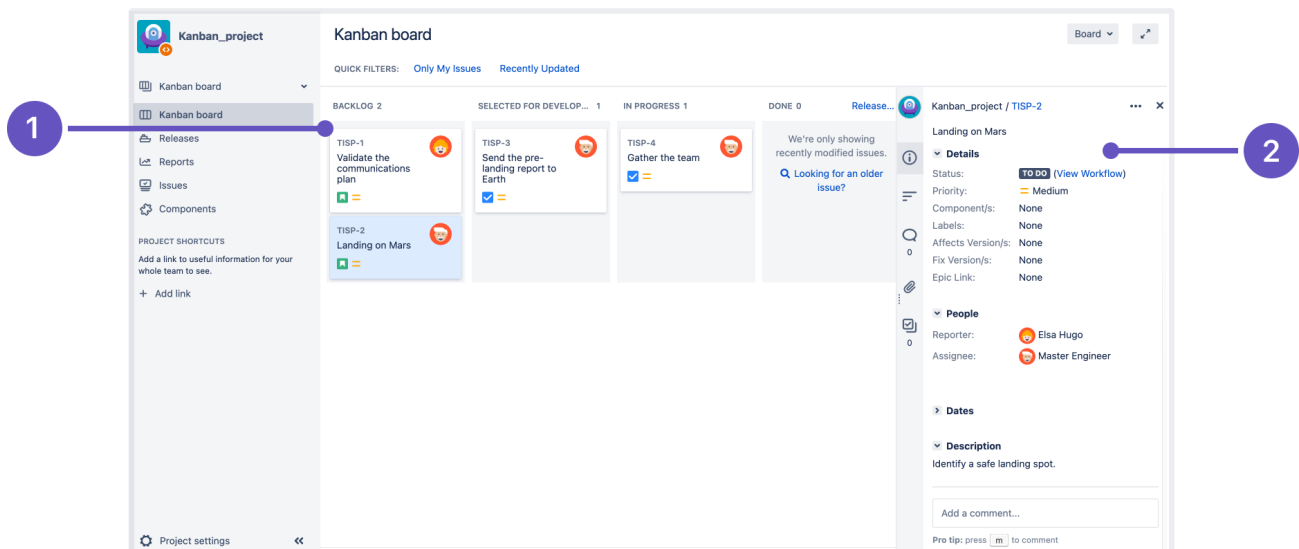 1
2
Kanban_project
Kanban board
Kanban board
Releases
Reports
Issues
Components
PROJECT SHORTCUTS
Add a link to useful information for your
whole team to see.
+ Add link
Project settings
Kanban board
Board
QUICK FILTERS: Only My Issues Recently Updated
BACKLOG 2
TISP-1
Validate the
communications
plan
TISP-2
Landing on Mars
SELECTED FOR DEVELOP... 1
TISP-3
Send the pre-
landing report to
Earth
IN PROGRESS 1
TISP-4
Gather the team
DONE 0 Release...
We're only showing
recently modified issues.
Looking for an older
issue?
0
0
Kanban_project / TISP-2
Landing on Mars
Details
Status: TO DO (View Workflow)
Priority: Medium
Component/s: None
Labels: None
Affects Version/s: None
Fix Version/s: None
Epic Link: None
People
Reporter: Elsa Hugo
Assignee: Master Engineer
Dates
Description
Identify a safe landing spot.
Add a comment...
Pro tip: press m to comment